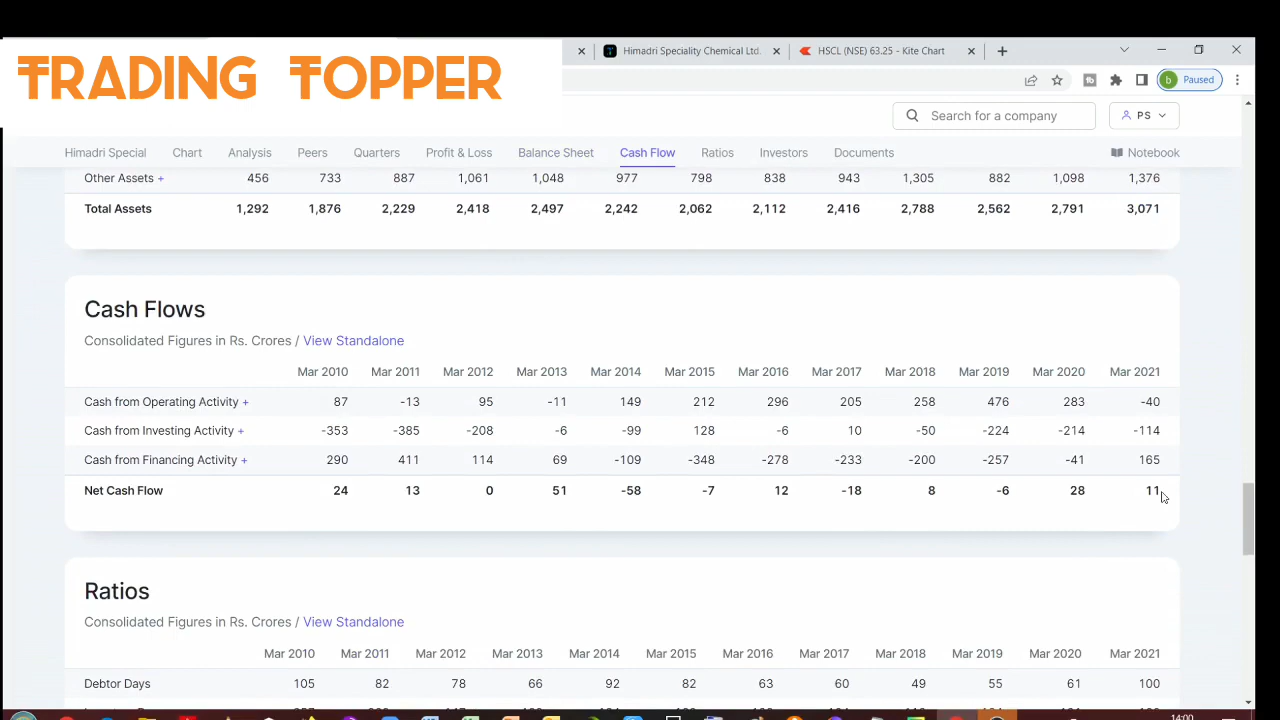 TRADING TOPPER
Himadri Speciality Chemical Ltd.
HSCL (NSE) 63.25 - Kite Chart
b Paused
Search for a company
PS
Himadri Special Chart Analysis Peers Quarters Profit & Loss Balance Sheet Cash Flow Ratios Investors Documents Notebook
Other Assets + 456 733 887 1,061 1,048 977 798 838 943 1,305 882 1,098 1,376
Total Assets 1,292 1,876 2,229 2,418 2,497 2,242 2,062 2,112 2,416 2,788 2,562 2,791 3,071
Cash Flows
Consolidated Figures in Rs. Crores / View Standalone
Mar 2010 Mar 2011 Mar 2012 Mar 2013 Mar 2014 Mar 2015 Mar 2016 Mar 2017 Mar 2018 Mar 2019 Mar 2020 Mar 2021
Cash from Operating Activity + 87 -13 95 -11 149 212 296 205 258 476 283 -40
Cash from Investing Activity + -353 -385 -208 -6 -99 128 -6 10 -50 -224 -214 -114
Cash from Financing Activity + 290 411 114 69 -109 -348 -278 -233 -200 -257 -41 165
Net Cash Flow 24 13 0 51 -58 -7 12 -18 8 -6 28 11
Ratios
Consolidated Figures in Rs. Crores / View Standalone
Mar 2010 Mar 2011 Mar 2012 Mar 2013 Mar 2014 Mar 2015 Mar 2016 Mar 2017 Mar 2018 Mar 2019 Mar 2020 Mar 2021
Debtor Days 105 82 78 66 92 82 63 60 49 55 61 100
14:00